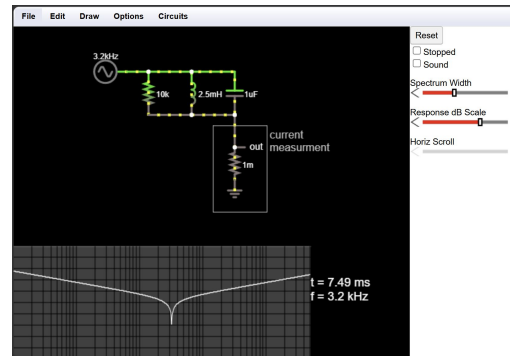 File Edit Draw Options Circuits
Reset
Stopped
Sound
Spectrum Width
Response dB Scale
Horiz Scroll
3.2kHz
10k
2.5mH
1uF
current
measurment
out
1m
t = 7.49 ms
f = 3.2 kHz